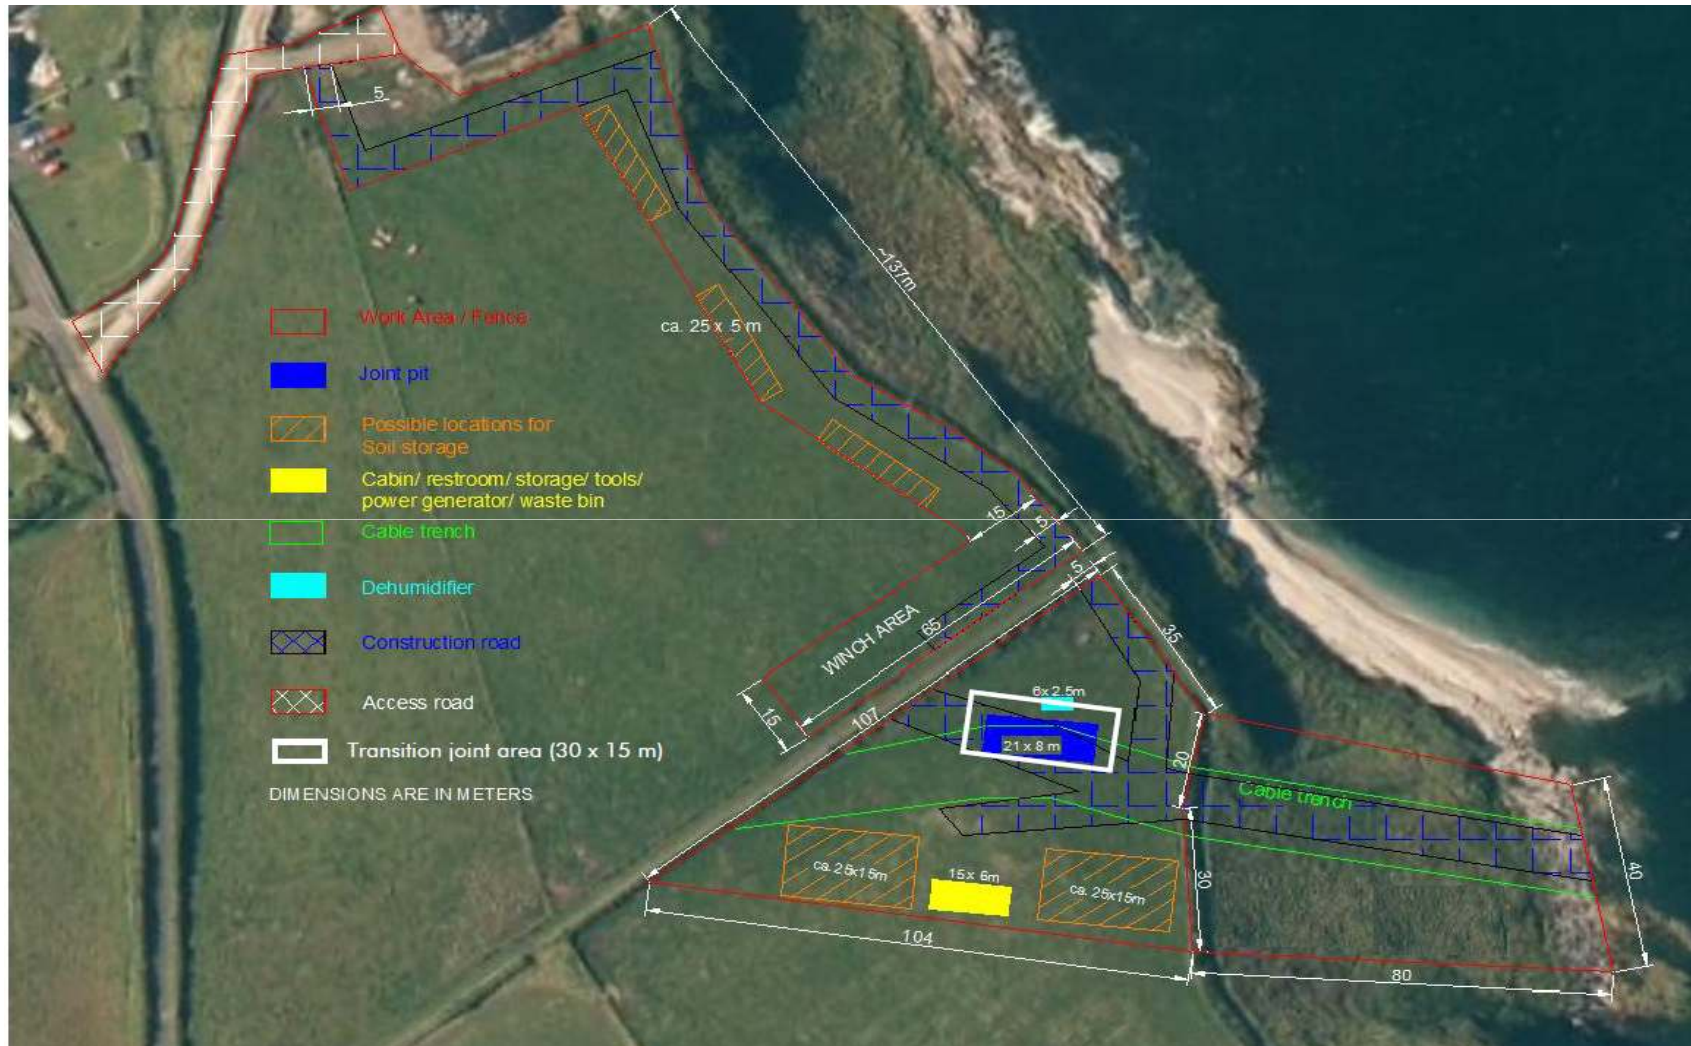 5
~137m
Work Area / Fence
ca. 25 x 5 m
Joint pit
Possible locations for
Soil storage
Cabin/ restroom/ storage/ tools/
power generator/ waste bin
Cable trench
15
5
5
Dehumidifier
35
65
WINCH AREA
Construction road
6x 2.5m
Access road
15
107
21 x 8 m
Transition joint area (30 x 15 m)
20
DIMENSIONS ARE IN METERS
Cable trench
ca. 25x15m
15 x 6m
ca. 25x15m
30
40
104
80